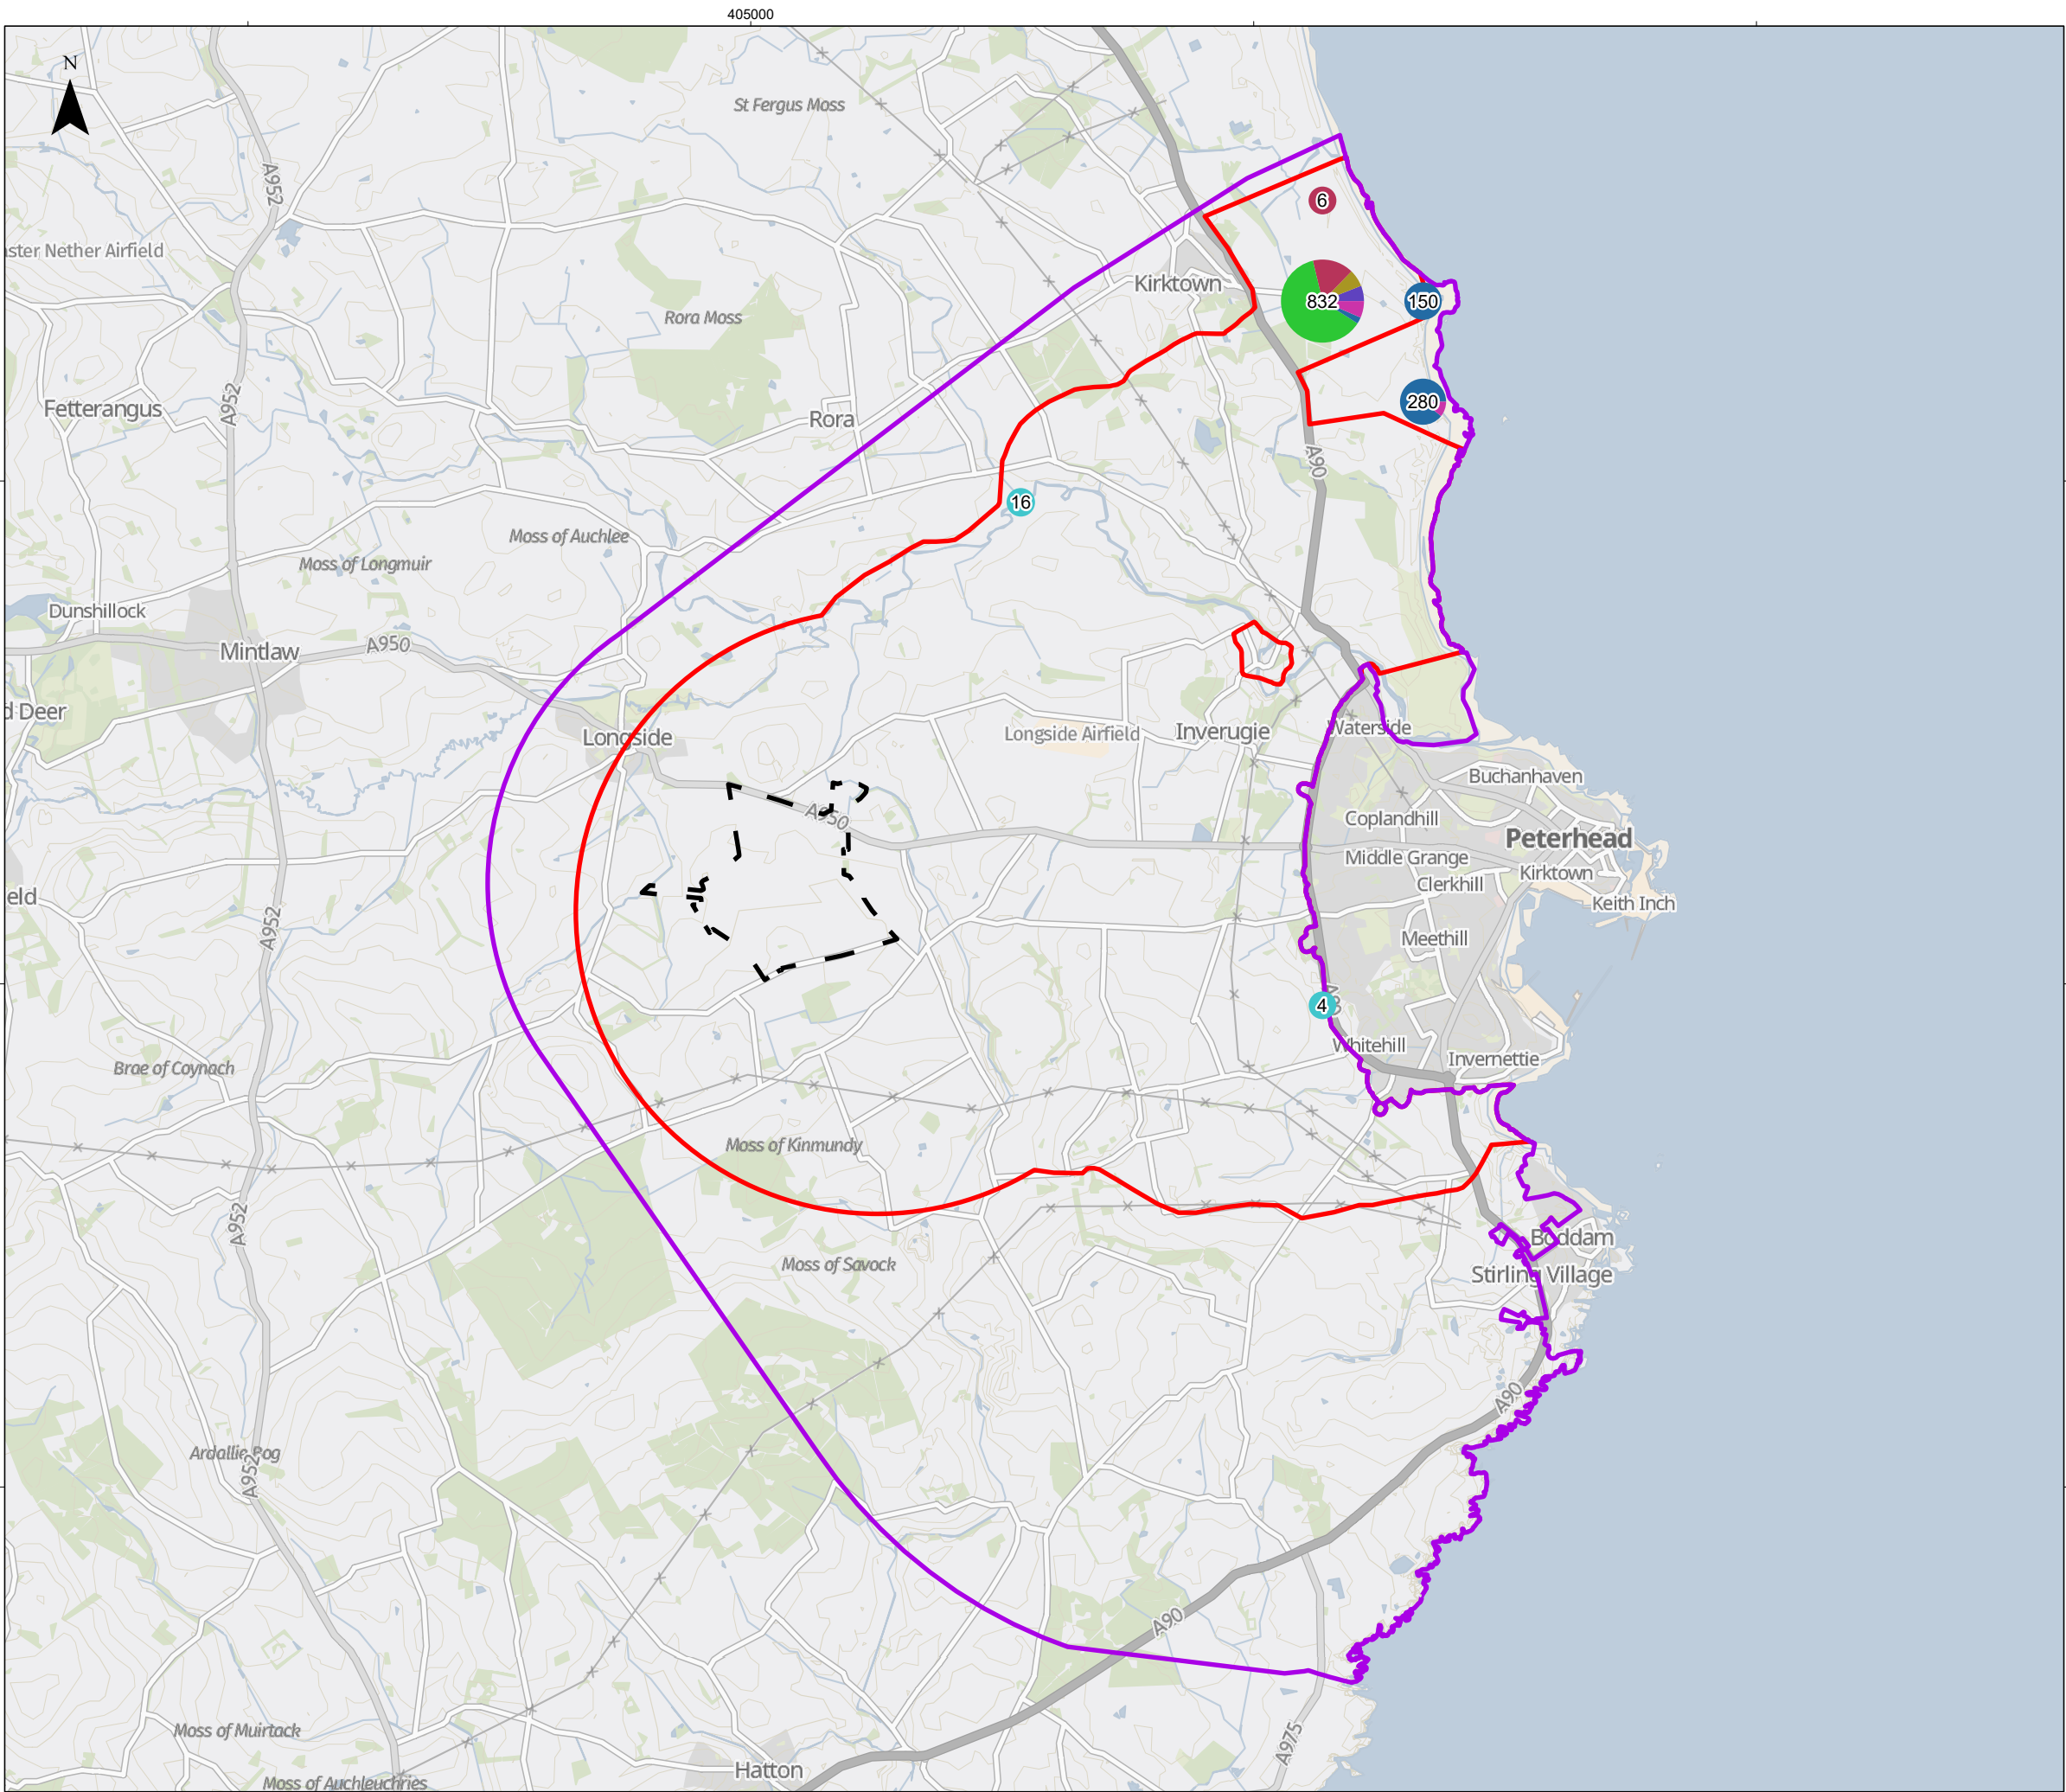 405000
N
St Fergus Moss
A952
6
aster Nether Airfield
Kirktown
832
150
Rora Moss
Fetterangus
A952
Rora
280
A90
16
Moss of Auchlee
Moss of Longmuir
Dunshillock
Mintlaw
A950
d Deer
Longside
Longside Airfield
Inverugie
Waterside
Buchanhaven
A950
Coplandhill
Peterhead
Middle Grange
Kirktown
Clerkhill
eld
Keith Inch
A952
Meethill
4
Whitehill
Invernettie
Brae of Coynach
Moss of Kinmundy
A952
Boddam
Moss of Savock
Stirling Village
A90
Ardallie Bog
A952
A90
Moss of Muirtack
A975
Hatton
Moss of Auchleuchries